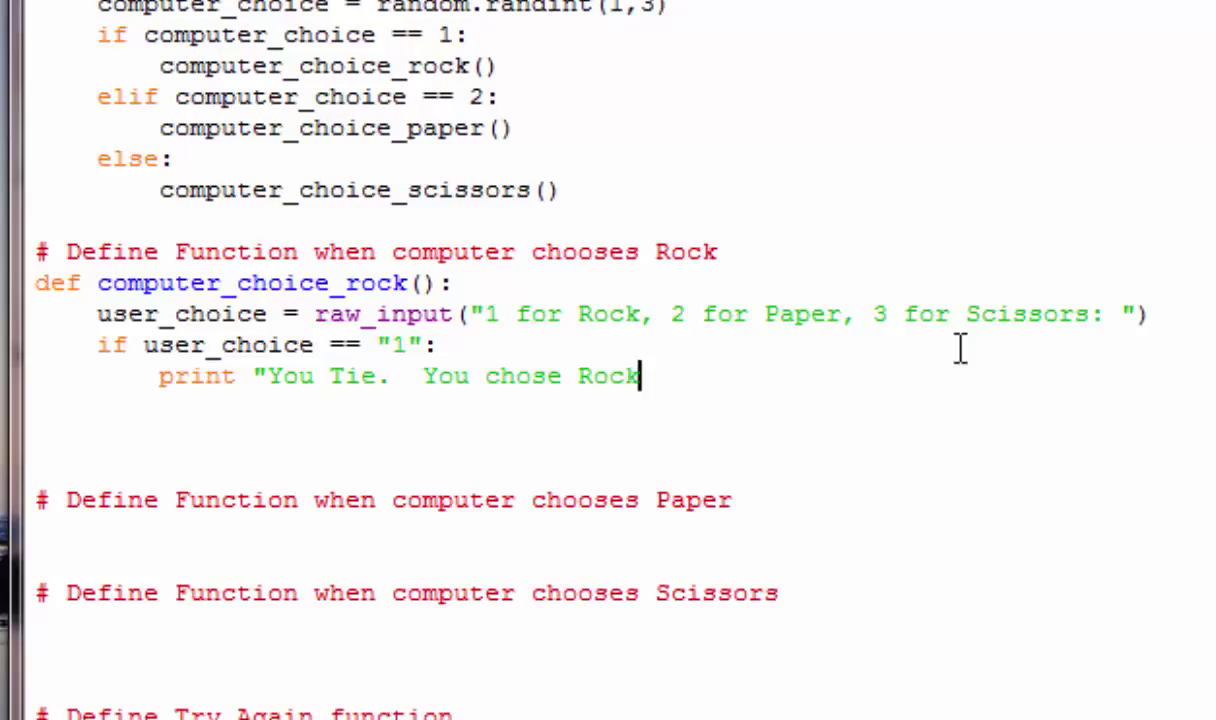 computer_choice = random.randint(1,3)
if computer_choice == 1:
computer_choice_rock()
elif computer_choice == 2:
computer_choice_paper()
else:
computer_choice_scissors()
# Define Function when computer chooses Rock
def computer_choice_rock():
user_choice = raw_input("1 for Rock, 2 for Paper, 3 for Scissors: ")
if user_choice == "1":
print "You Tie.  You chose Rock
# Define Function when computer chooses Paper
# Define Function when computer chooses Scissors
# Define Try Again function